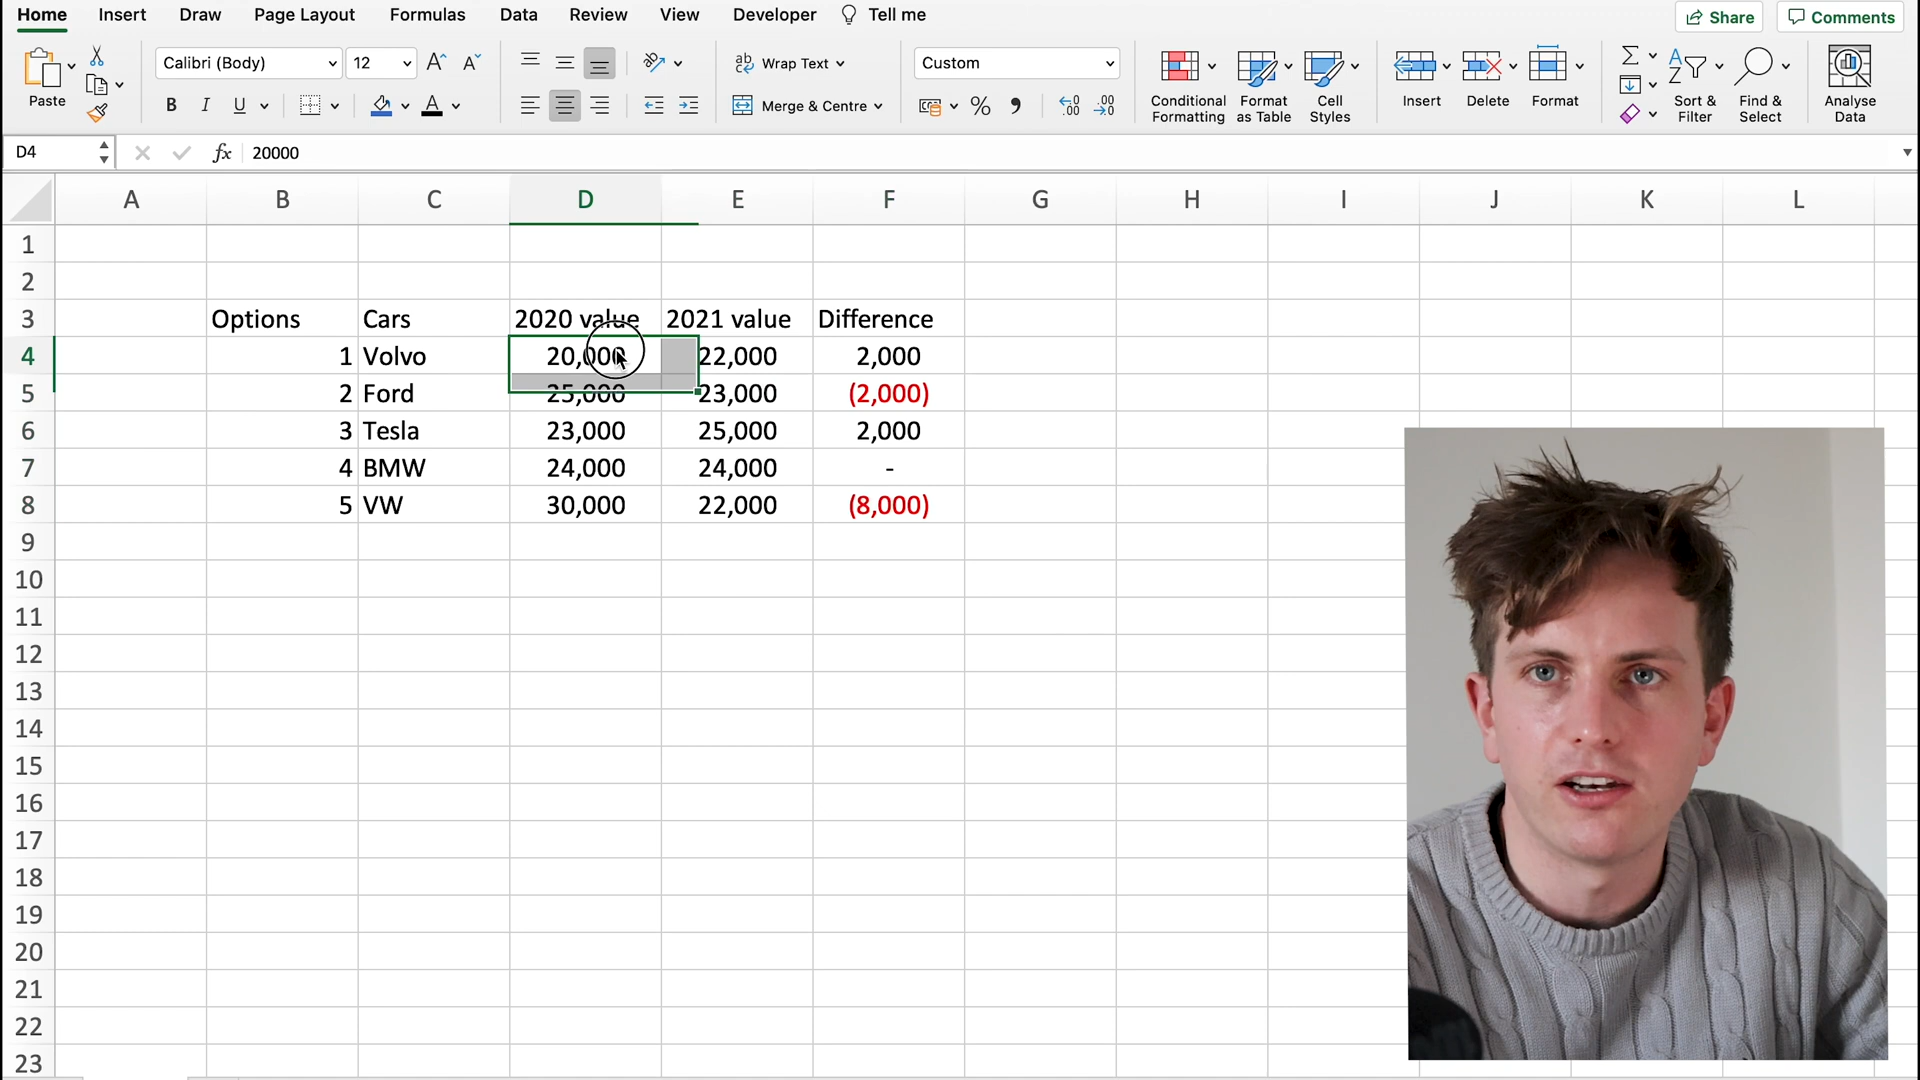 Home Insert Draw Page Layout Formulas Data Review View Developer Tell me Share Comments
Calibri (Body) 12 A A Wrap Text Custom
Paste B I U A Merge & Centre % Conditional Formatting Format as Table Cell Styles Insert Delete Format Sort & Filter Find & Select Analyse Data
D4 fx 20000
A B C D E F G H I J K L
1
2
3 Options Cars 2020 value 2021 value Difference
4 1 Volvo 20,000 22,000 2,000
5 2 Ford 25,000 23,000 (2,000)
6 3 Tesla 23,000 25,000 2,000
7 4 BMW 24,000 24,000 -
8 5 VW 30,000 22,000 (8,000)
9
10
11
12
13
14
15
16
17
18
19
20
21
22
23